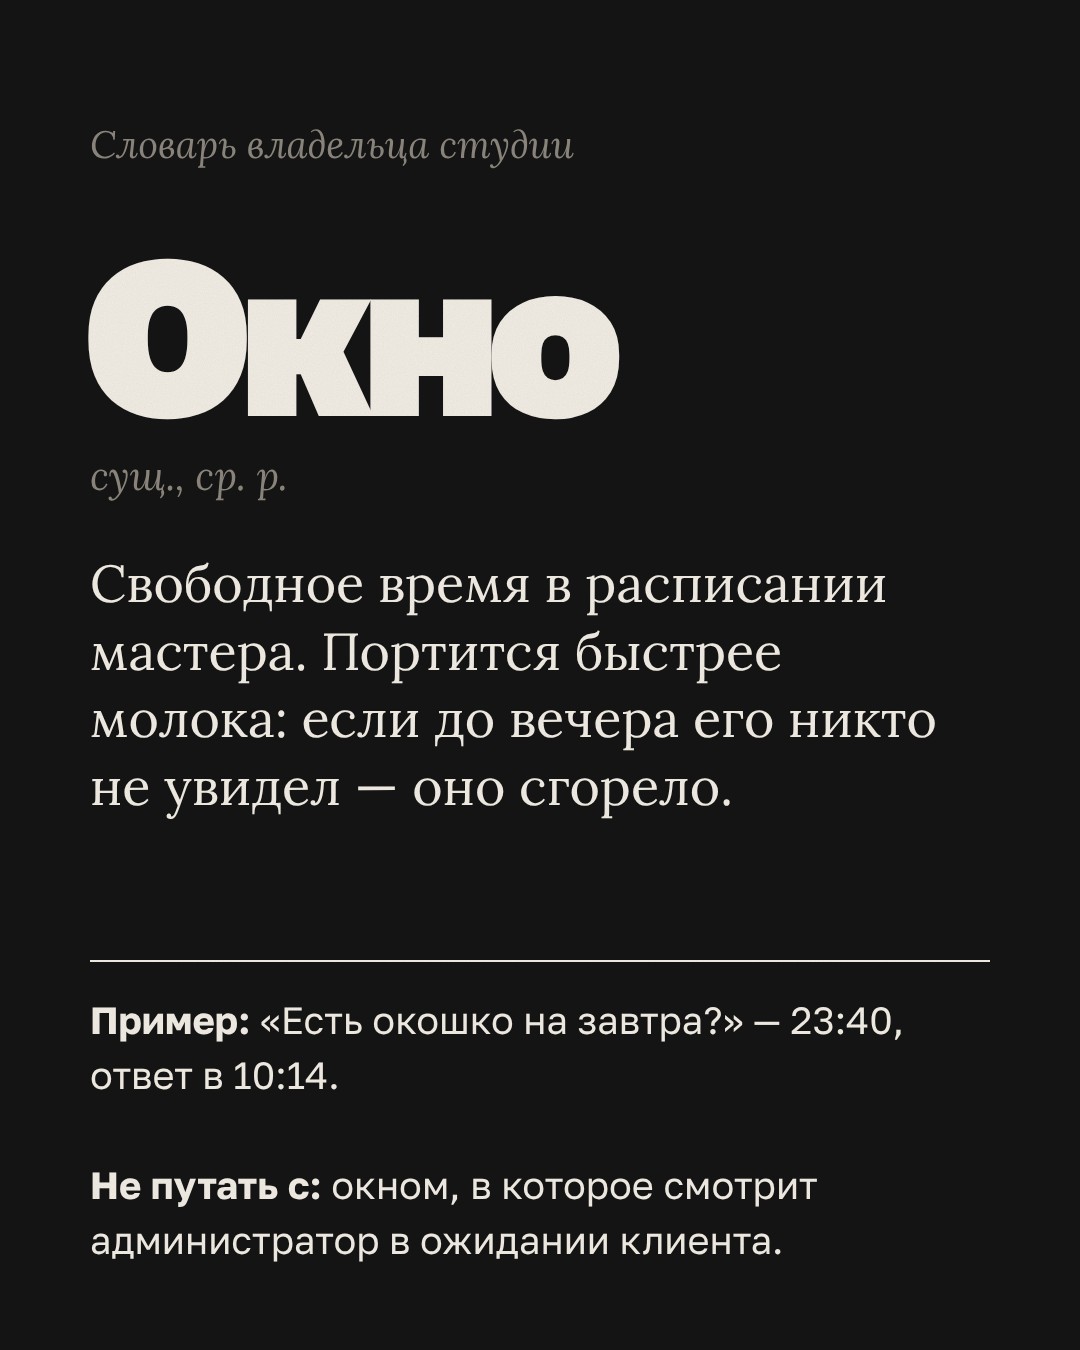 Словарь владельца студии
Окно
сущ., ср. р.
Свободное время в расписании
мастера. Портится быстрее
молока: если до вечера его никто
не увидел — оно сгорело.
Пример: «Есть окошко на завтра?» — 23:40,
ответ в 10:14.
Не путать с: окном, в которое смотрит
администратор в ожидании клиента.